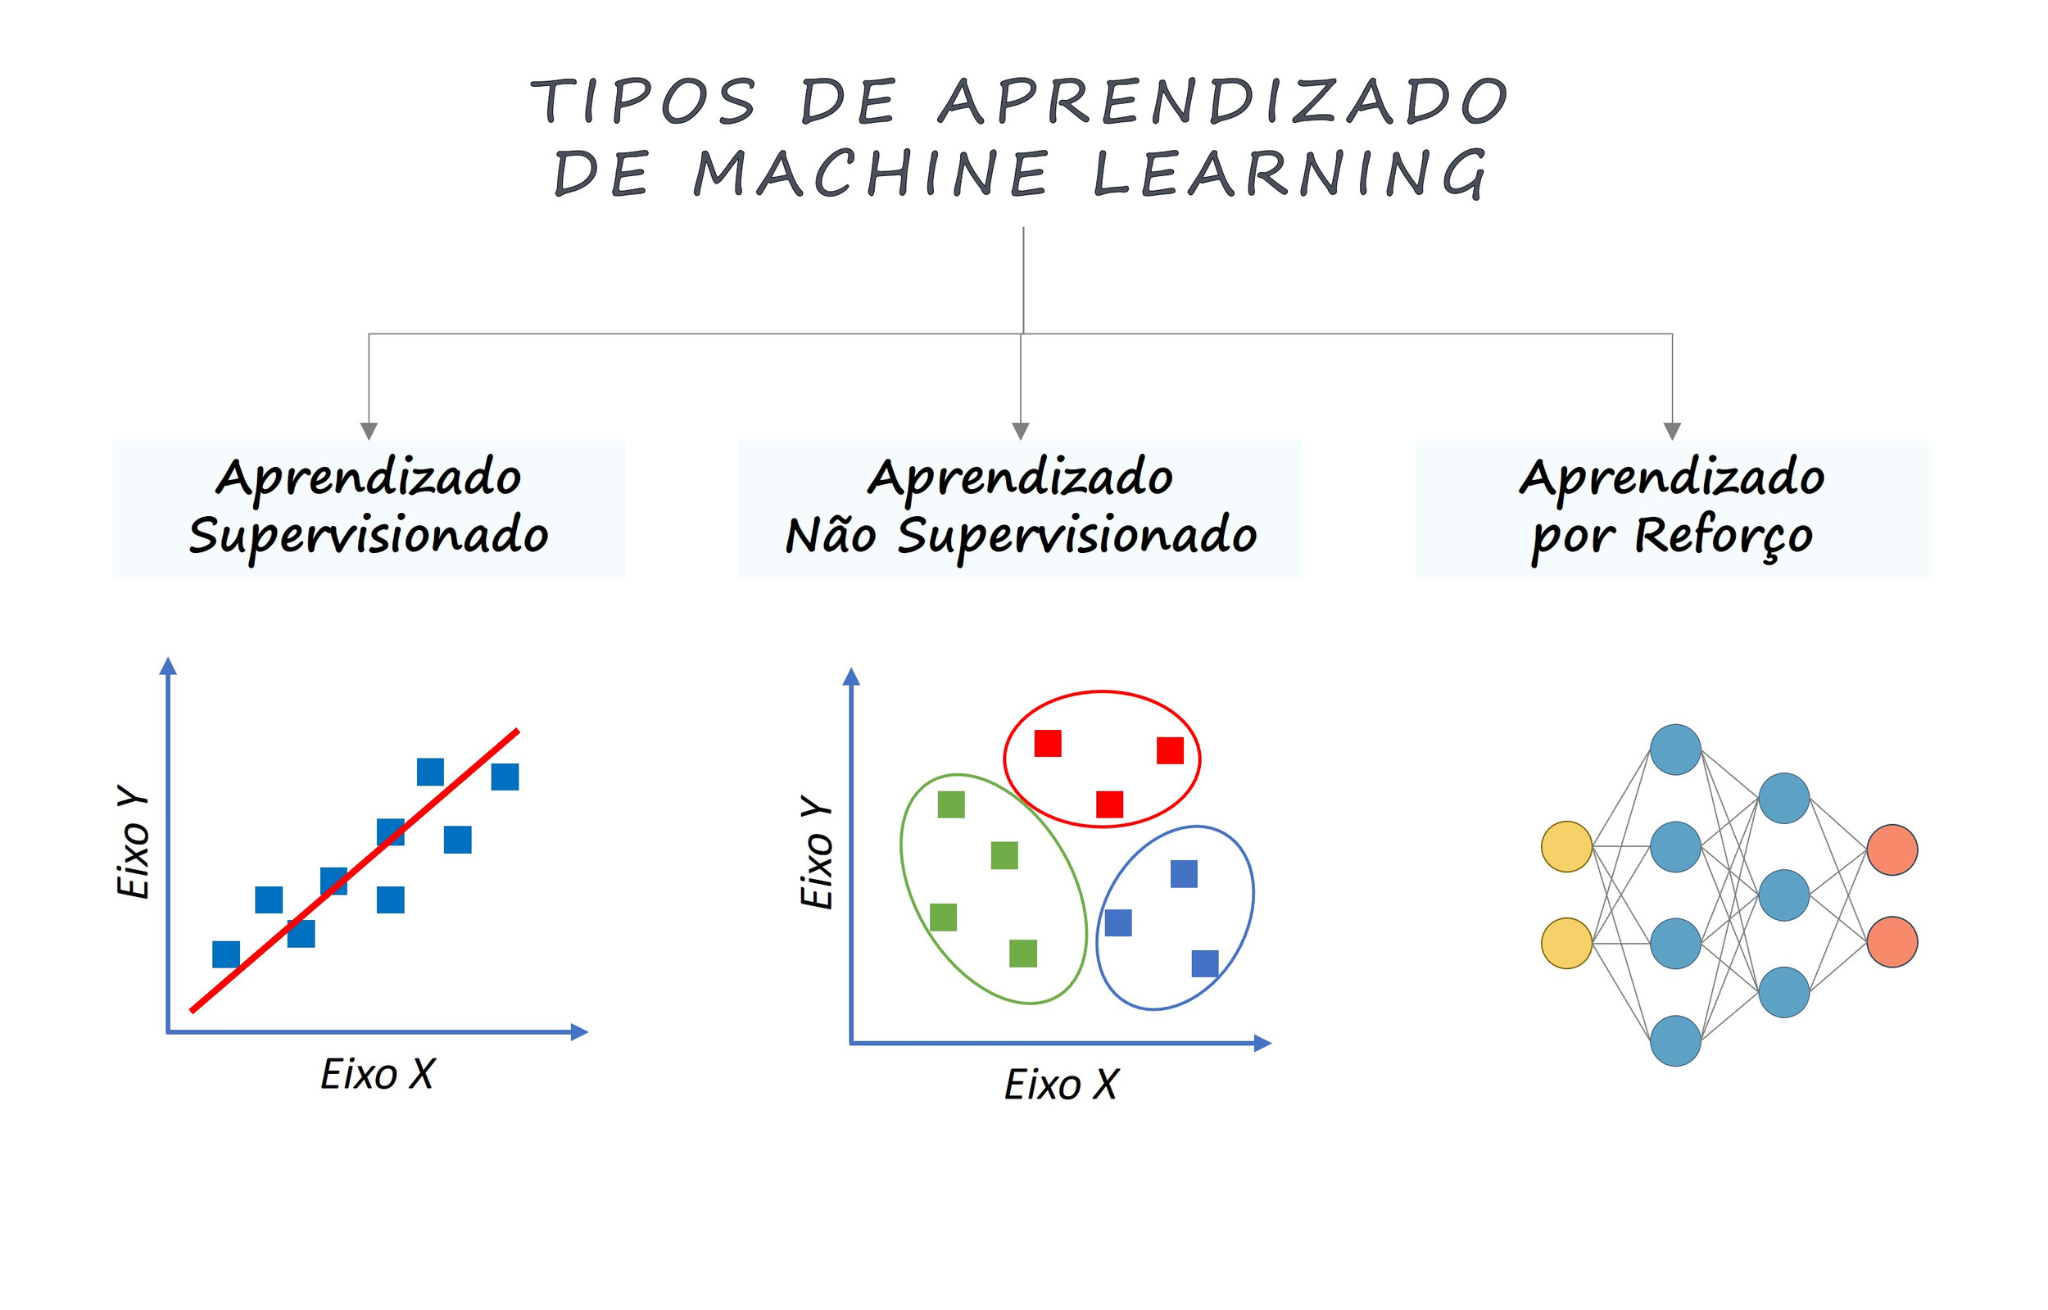 TIPOS DE APRENDIZADO
DE MACHINE LEARNING
Aprendizado
Supervisionado
Aprendizado
Não Supervisionado
Aprendizado
por Reforço
Eixo Y
Eixo X
Eixo Y
Eixo X